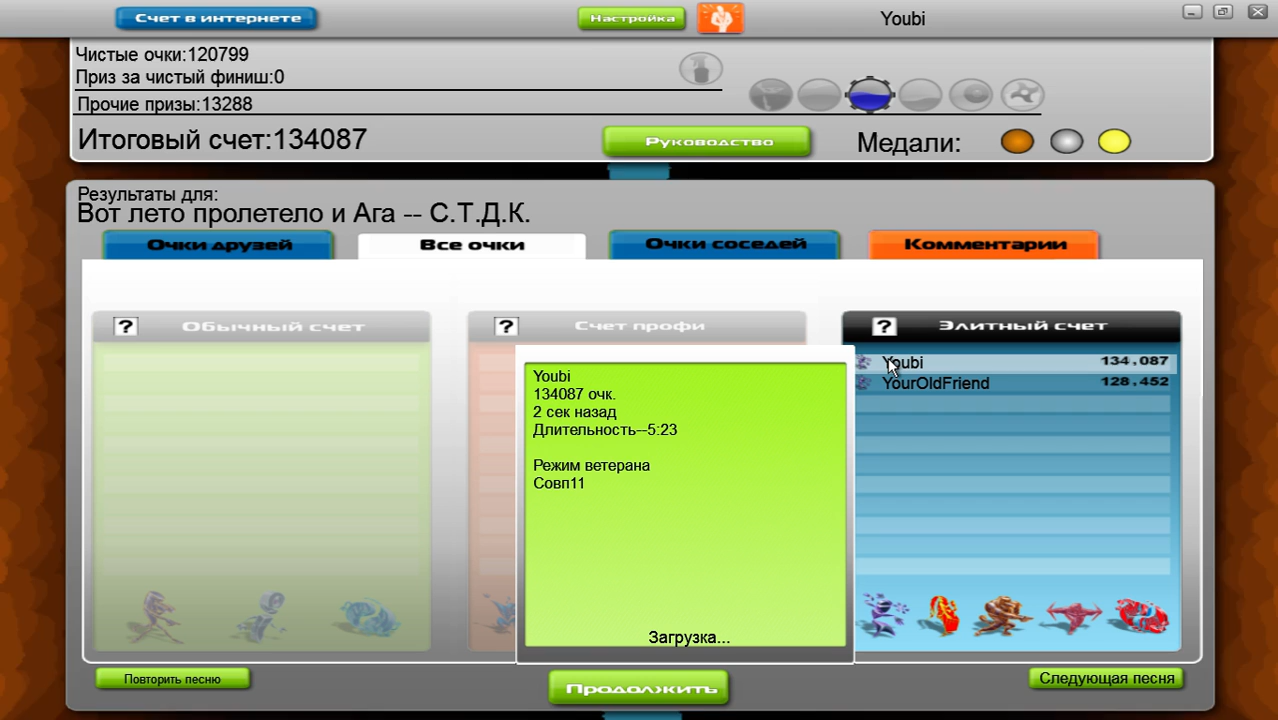 Счет в интернете
Настройка
Youbi
Чистые очки:120799
Приз за чистый финиш:0
Прочие призы:13288
Итоговый счет:134087
Руководство
Медали:
Результаты для:
Вот лето пролетело и Ага -- С.Т.Д.К.
Очки друзей
Все очки
Очки соседей
Комментарии
? Обычный счет
? Счет профи
? Элитный счет
Youbi 134,087
YourOldFriend 128,452
Youbi
134087 очк.
2 сек назад
Длительность--5:23
Режим ветерана
Совп11
Загрузка...
Повторить песню
Продолжить
Следующая песня